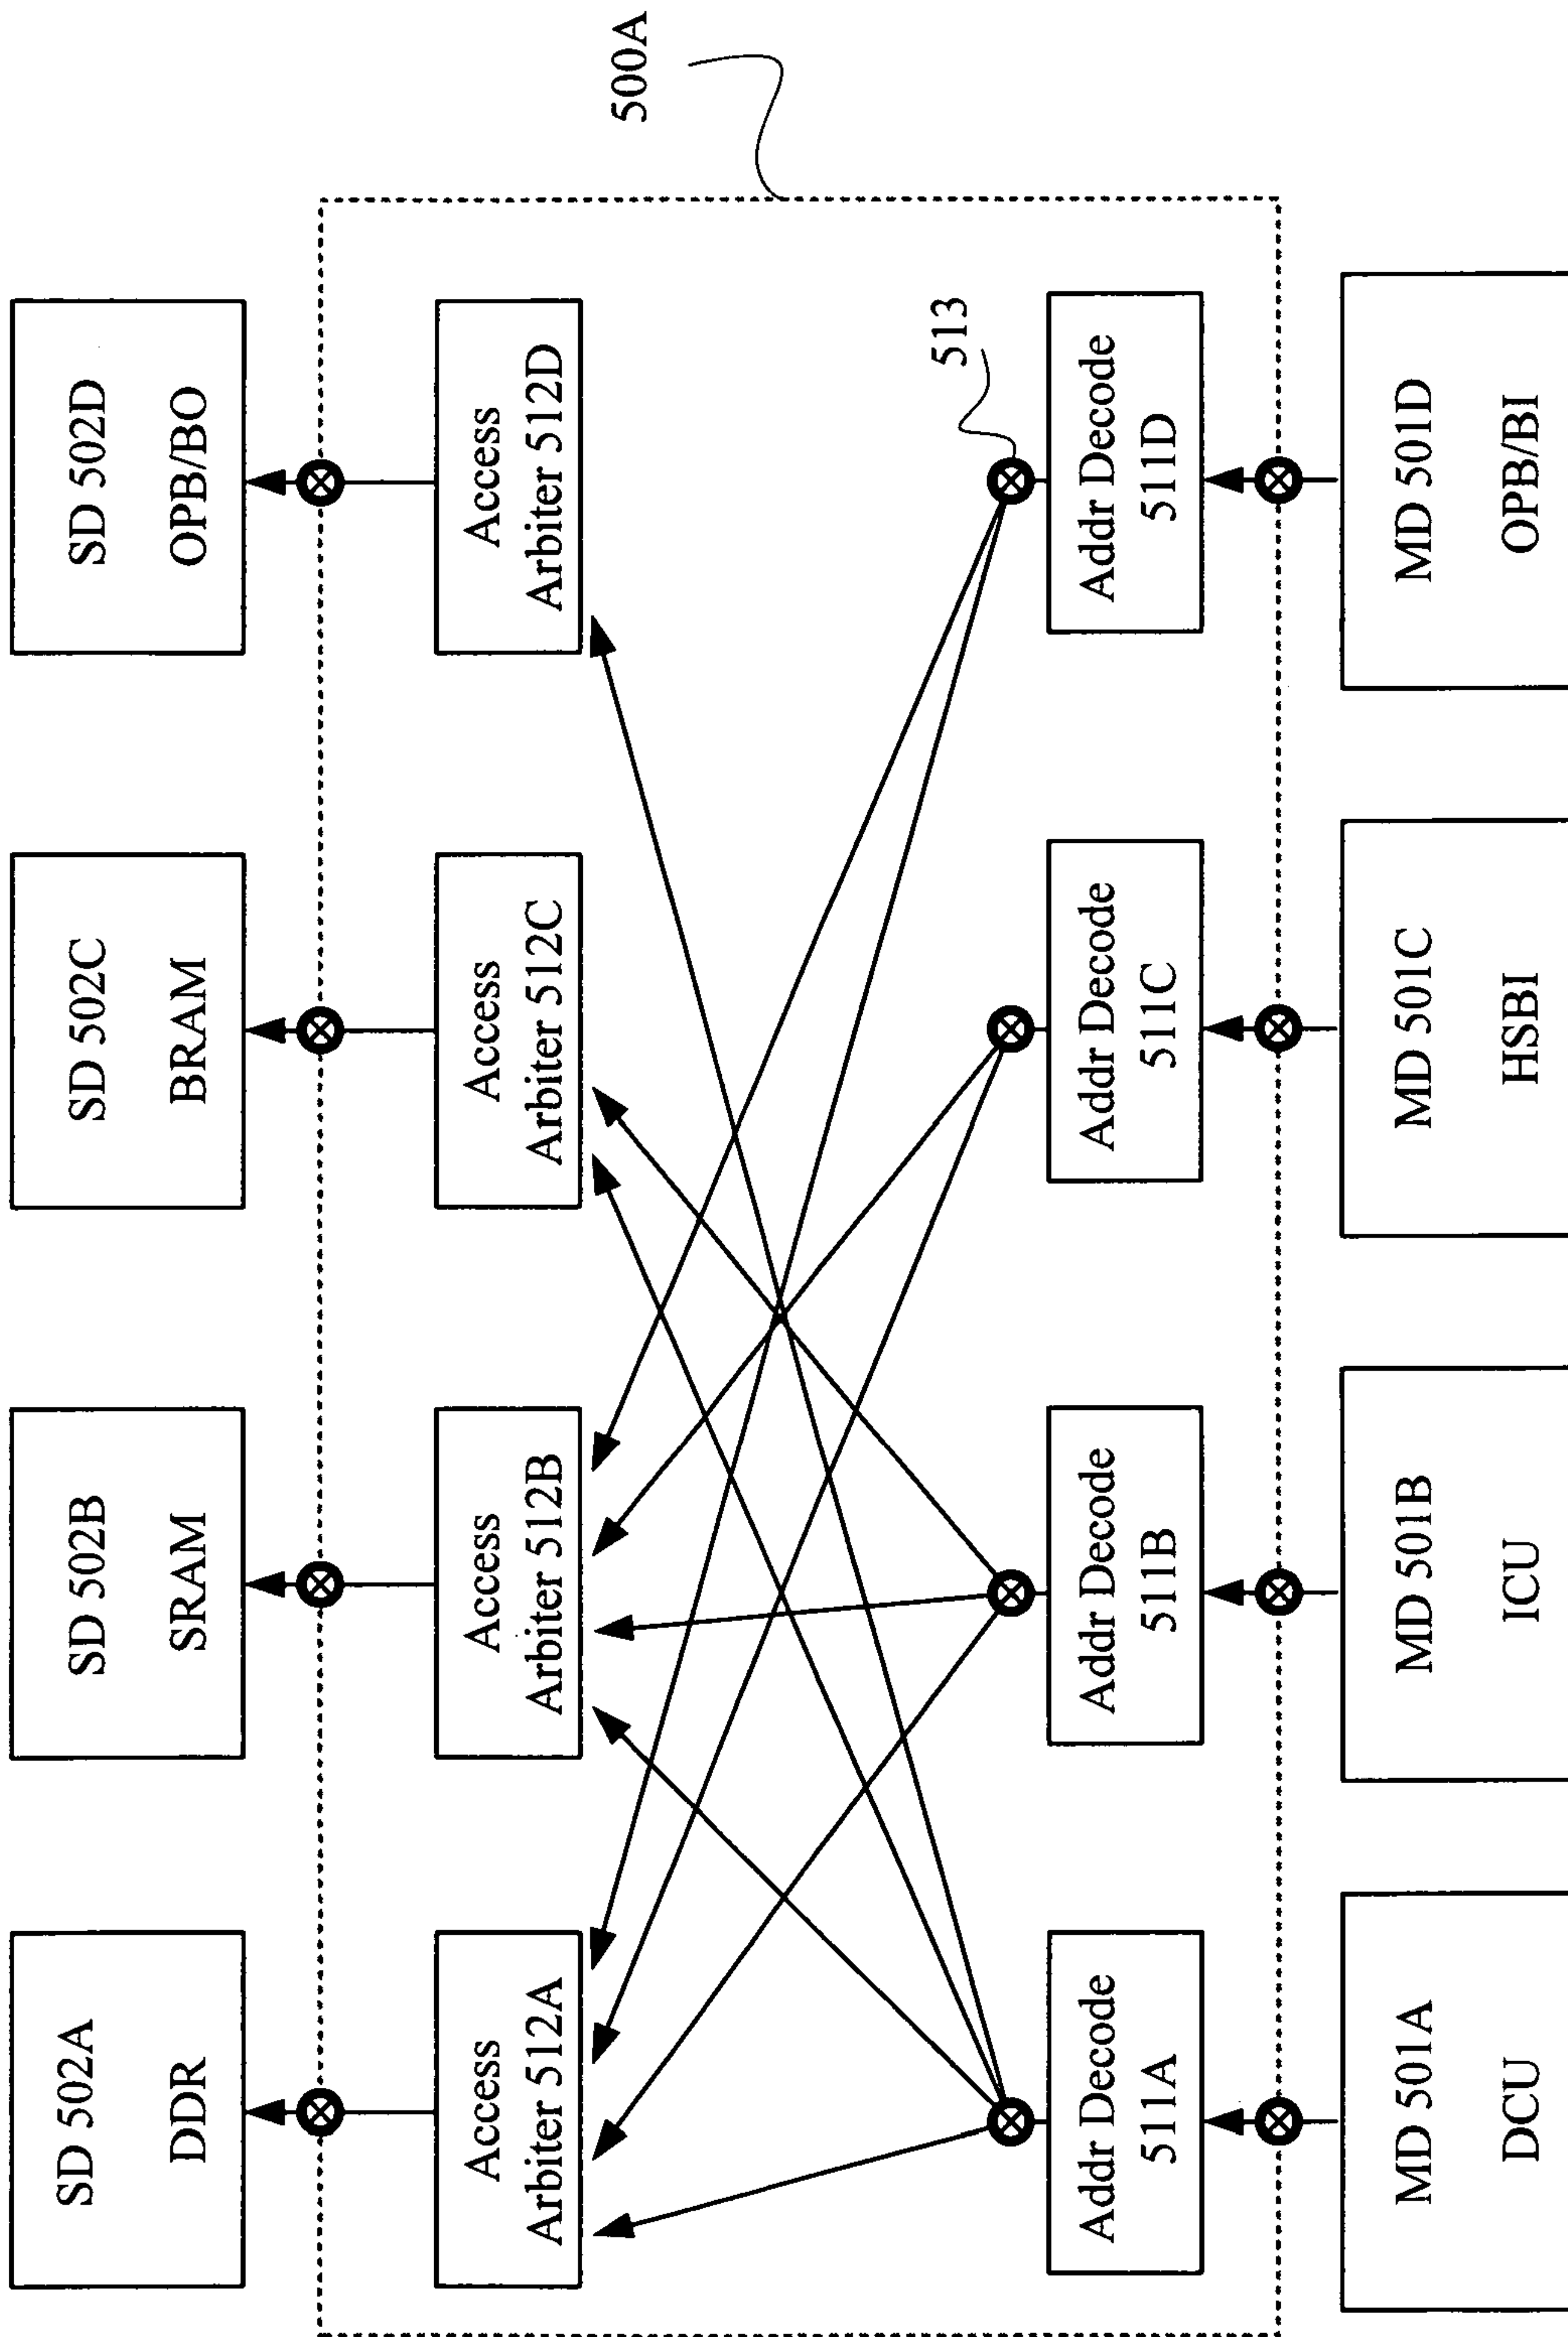 SD 502A
DDR
SD 502B
SRAM
SD 502C
BRAM
SD 502D
OPB/BO
Access
Arbiter 512A
Access
Arbiter 512B
Access
Arbiter 512C
Access
Arbiter 512D
500A
513
Addr Decode
511A
Addr Decode
511B
Addr Decode
511C
Addr Decode
511D
MD 501A
DCU
MD 501B
ICU
MD 501C
HSBI
MD 501D
OPB/BI